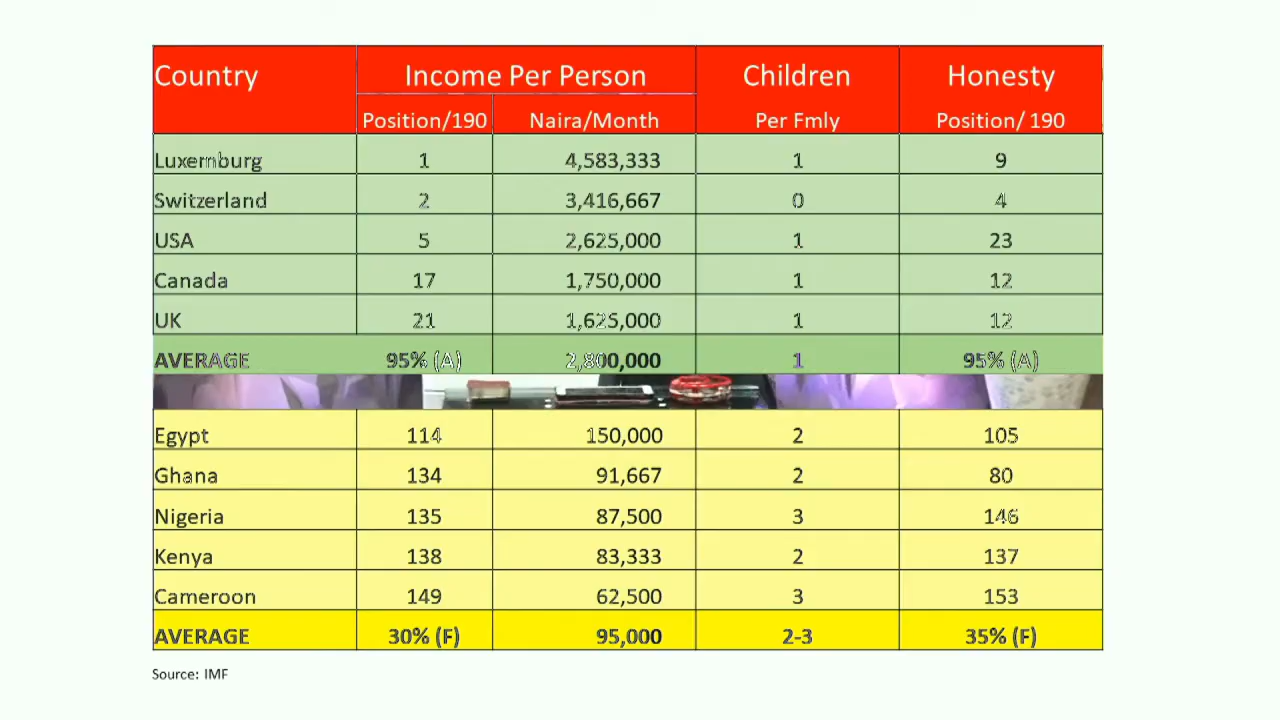 Country Income Per Person Children Honesty
Position/190 Naira/Month Per Fmly Position/ 190
Luxemburg 1 4,583,333 1 9
Switzerland 2 3,416,667 0 4
USA 5 2,625,000 1 23
Canada 17 1,750,000 1 12
UK 21 1,625,000 1 12
AVERAGE 95% (A) 2,800,000 1 95% (A)
Egypt 114 150,000 2 105
Ghana 134 91,667 2 80
Nigeria 135 87,500 3 146
Kenya 138 83,333 2 137
Cameroon 149 62,500 3 153
AVERAGE 30% (F) 95,000 2-3 35% (F)
Source: IMF